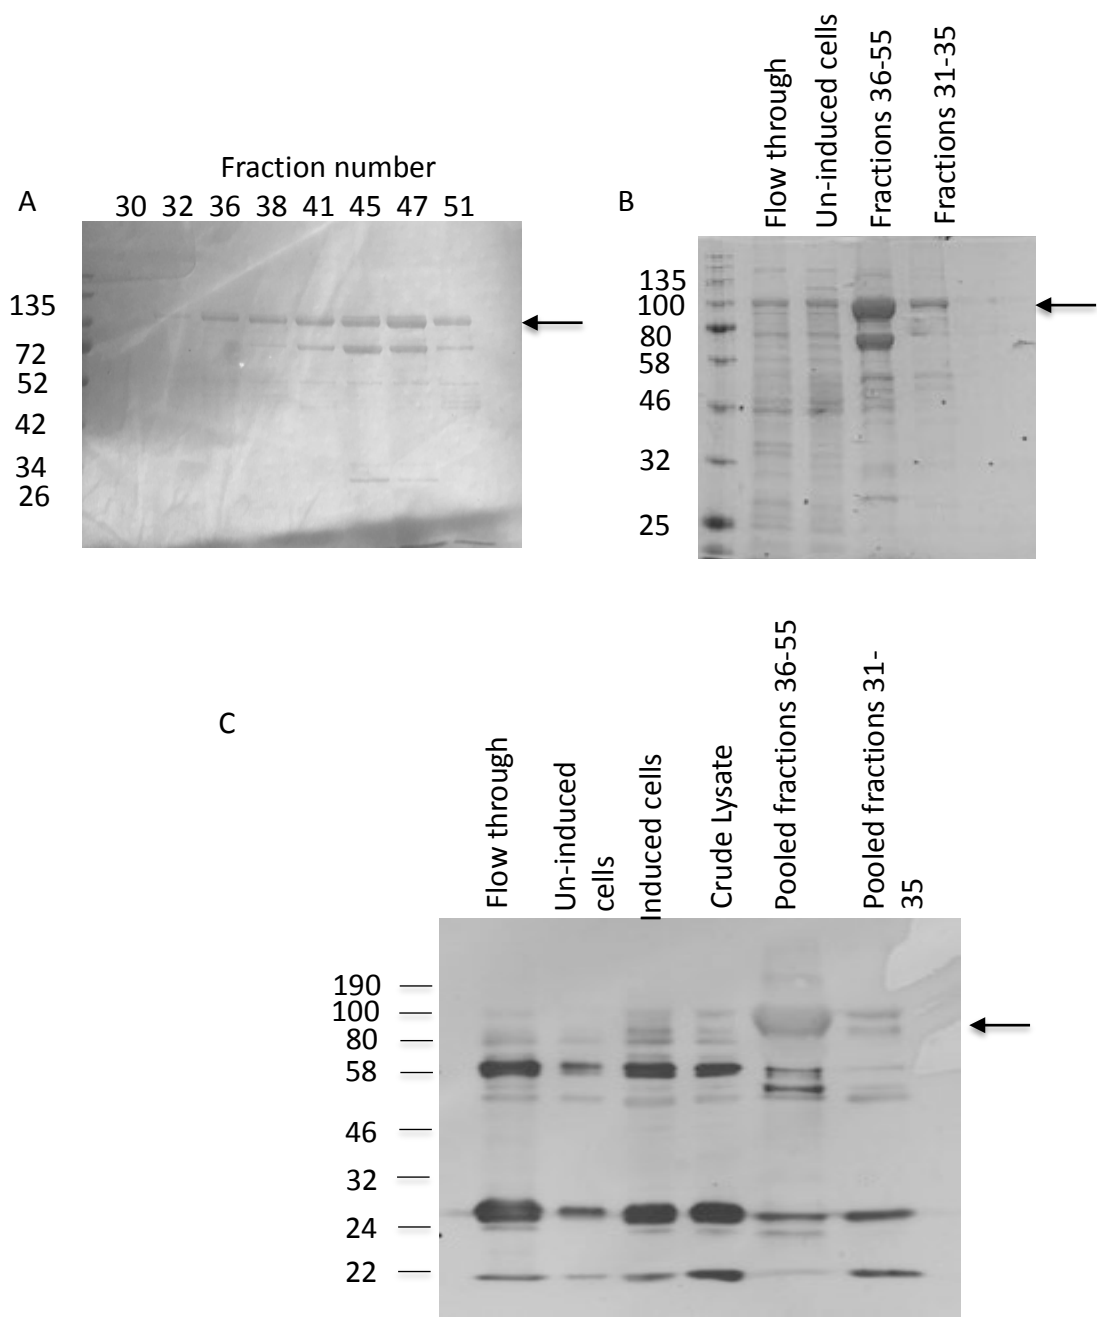 A
Fraction number
30 32 36 38 41 45 47 51
135
72
52
42
34
26
B
Flow through
Un-induced cells
Fractions 36-55
Fractions 31-35
135
100
80
58
46
32
25
C
Flow through
Un-induced
cells
Induced cells
Crude Lysate
Pooled fractions 36-55
Pooled fractions 31-
35
190
100
80
58
46
32
24
22